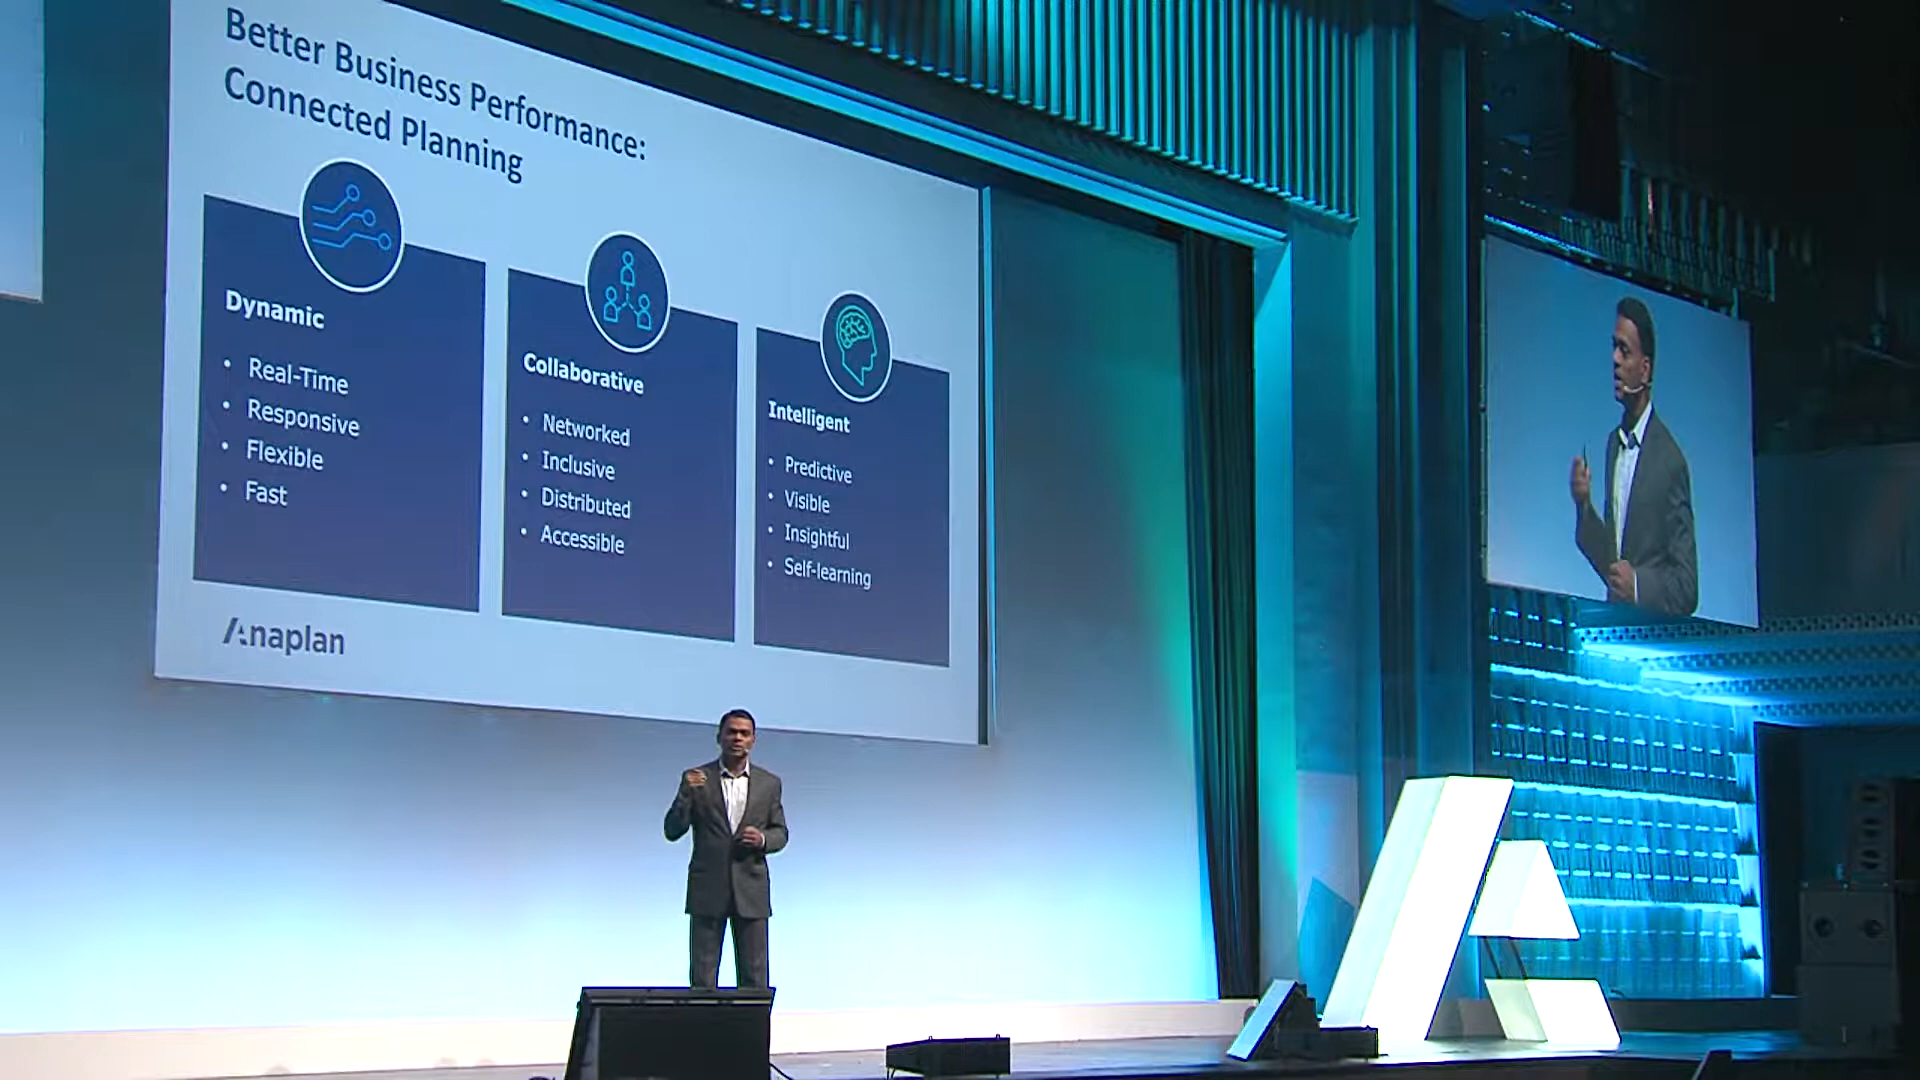 Better Business Performance:
Connected Planning
Dynamic
• Real-Time
• Responsive
• Flexible
• Fast
Collaborative
• Networked
• Inclusive
• Distributed
• Accessible
Intelligent
• Predictive
• Visible
• Insightful
• Self-learning
Anaplan